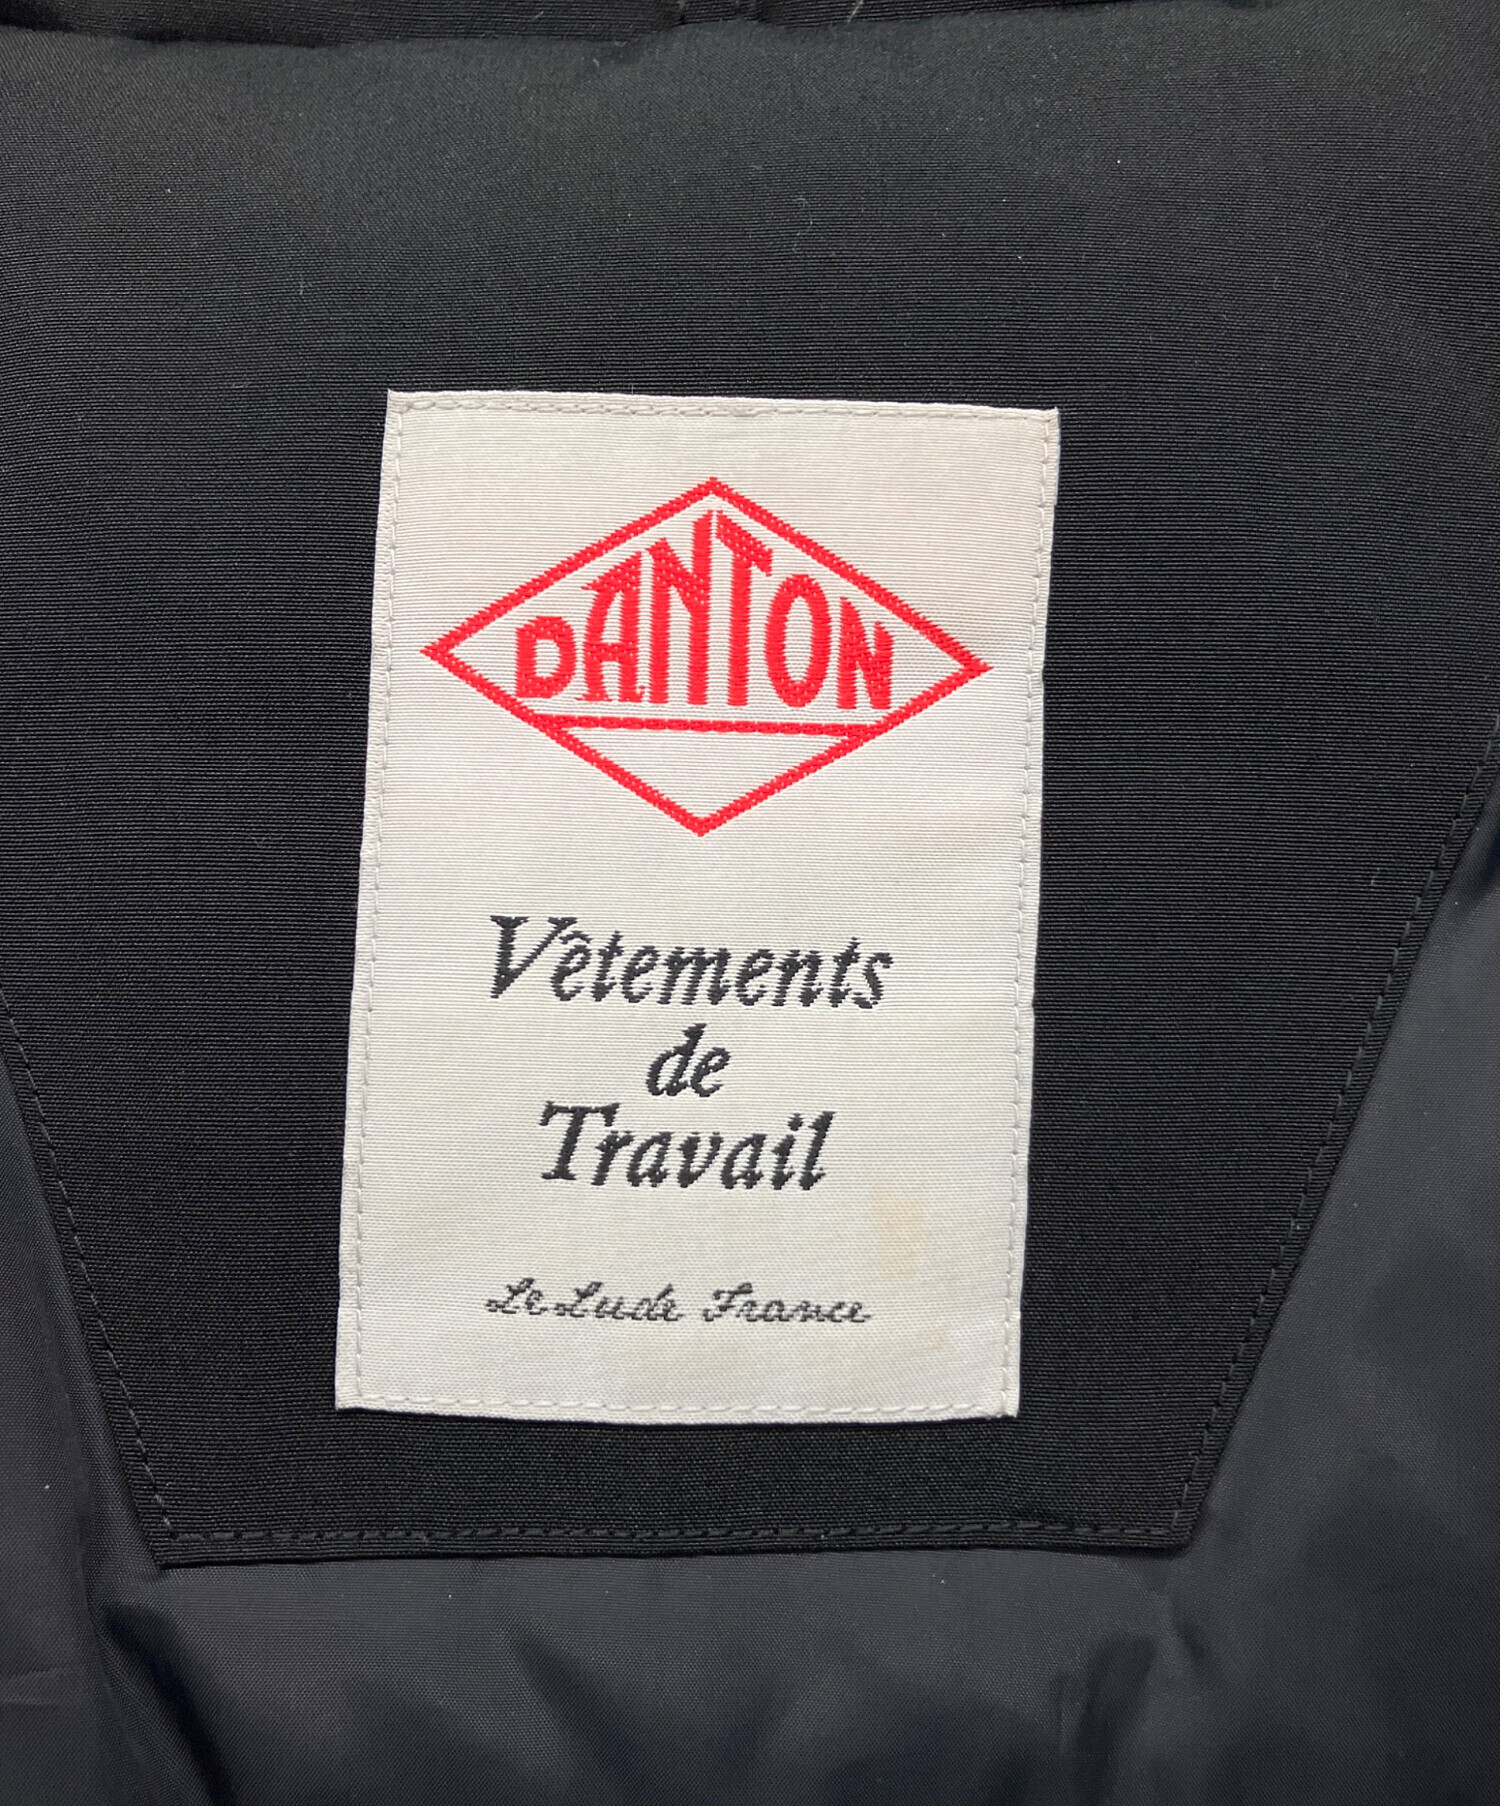 DANTON
Vêtements
de
Travail
Le Lude France